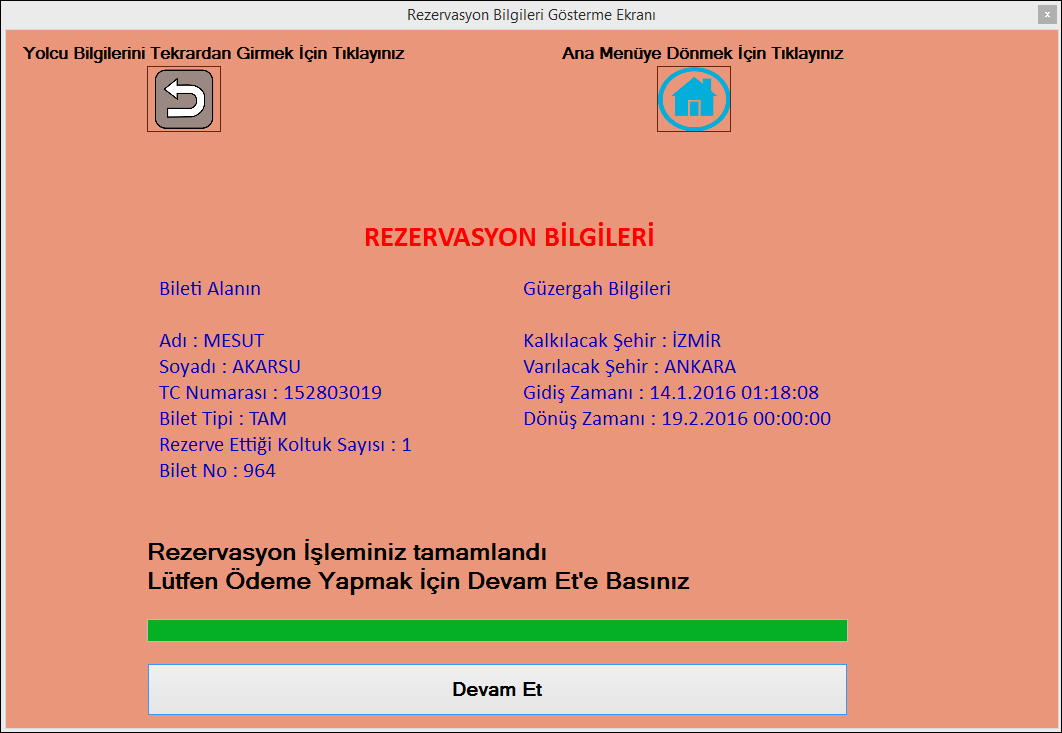 Rezervasyon Bilgileri Gösterme Ekranı
x
Yolcu Bilgilerini Tekrardan Girmek İçin Tıklayınız
Ana Menüye Dönmek İçin Tıklayınız
REZERVASYON BİLGİLERİ
Bileti Alanın
Adı : MESUT
Soyadı : AKARSU
TC Numarası : 152803019
Bilet Tipi : TAM
Rezerve Ettiği Koltuk Sayısı : 1
Bilet No : 964
Güzergah Bilgileri
Kalkılacak Şehir : İZMİR
Varılacak Şehir : ANKARA
Gidiş Zamanı : 14.1.2016 01:18:08
Dönüş Zamanı : 19.2.2016 00:00:00
Rezervasyon İşleminiz tamamlandı
Lütfen Ödeme Yapmak İçin Devam Et'e Basınız
Devam Et